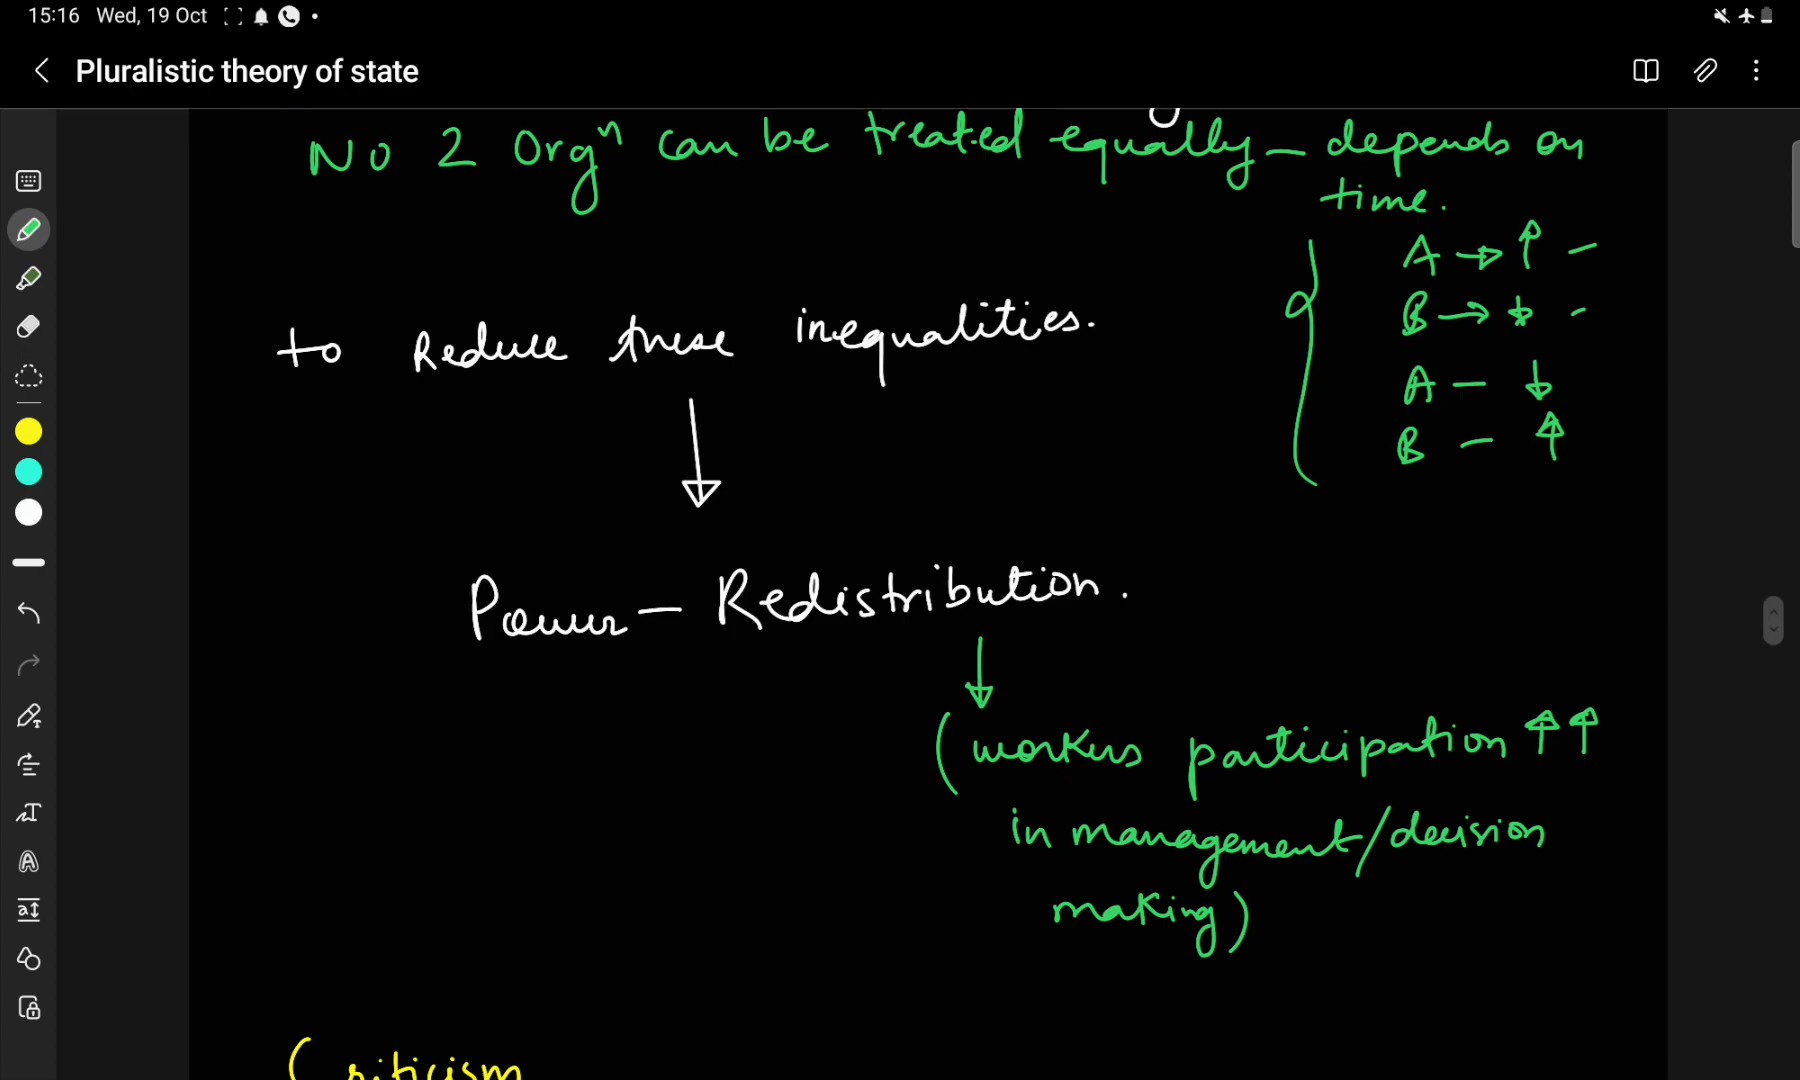 15:16 Wed, 19 Oct
Pluralistic theory of state
No 2 Orgⁿ can be treated equally – depends on
time.
A → ↑ –
B → ↓ –
A – ↓
B – ↑
to Reduce these inequalities.
↓
Power – Redistribution.
↓
(workers participation ↑↑
in management/decision
making)
Criticism